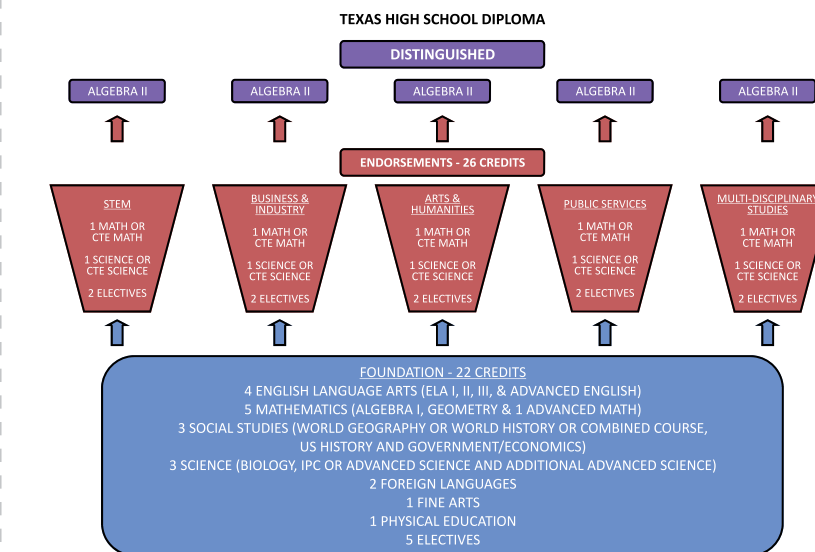 TEXAS HIGH SCHOOL DIPLOMA
DISTINGUISHED
ALGEBRA II
ALGEBRA II
ALGEBRA II
ALGEBRA II
ALGEBRA II
ENDORSEMENTS - 26 CREDITS
STEM
1 MATH OR
CTE MATH
1 SCIENCE OR
CTE SCIENCE
2 ELECTIVES
BUSINESS &
INDUSTRY
1 MATH OR
CTE MATH
1 SCIENCE OR
CTE SCIENCE
2 ELECTIVES
ARTS &
HUMANITIES
1 MATH OR
CTE MATH
1 SCIENCE OR
CTE SCIENCE
2 ELECTIVES
PUBLIC SERVICES
1 MATH OR
CTE MATH
1 SCIENCE OR
CTE SCIENCE
2 ELECTIVES
MULTI-DISCIPLINARY
STUDIES
1 MATH OR
CTE MATH
1 SCIENCE OR
CTE SCIENCE
2 ELECTIVES
FOUNDATION - 22 CREDITS
4 ENGLISH LANGUAGE ARTS (ELA I, II, III, & ADVANCED ENGLISH)
5 MATHEMATICS (ALGEBRA I, GEOMETRY & 1 ADVANCED MATH)
3 SOCIAL STUDIES (WORLD GEOGRAPHY OR WORLD HISTORY OR COMBINED COURSE,
US HISTORY AND GOVERNMENT/ECONOMICS)
3 SCIENCE (BIOLOGY, IPC OR ADVANCED SCIENCE AND ADDITIONAL ADVANCED SCIENCE)
2 FOREIGN LANGUAGES
1 FINE ARTS
1 PHYSICAL EDUCATION
5 ELECTIVES